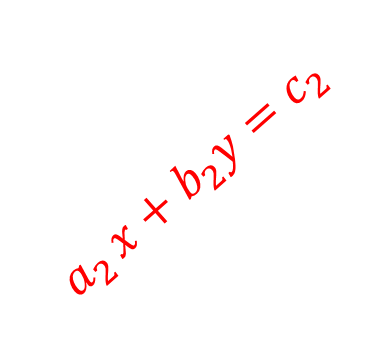 a₂x + b₂y = c₂